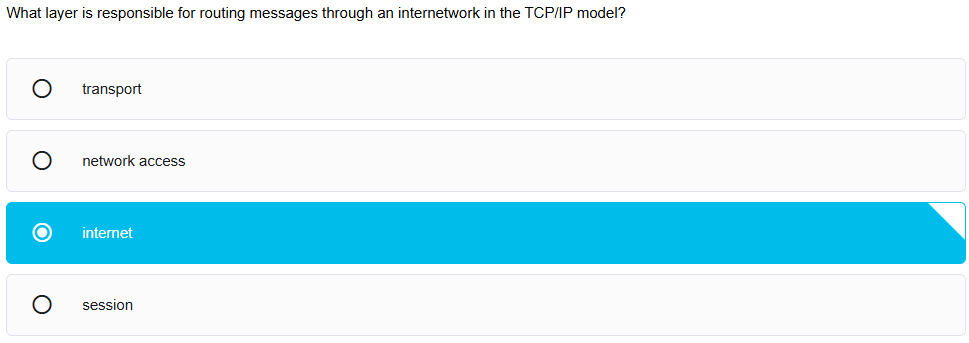 What layer is responsible for routing messages through an internetwork in the TCP/IP model?
transport
network access
internet
session